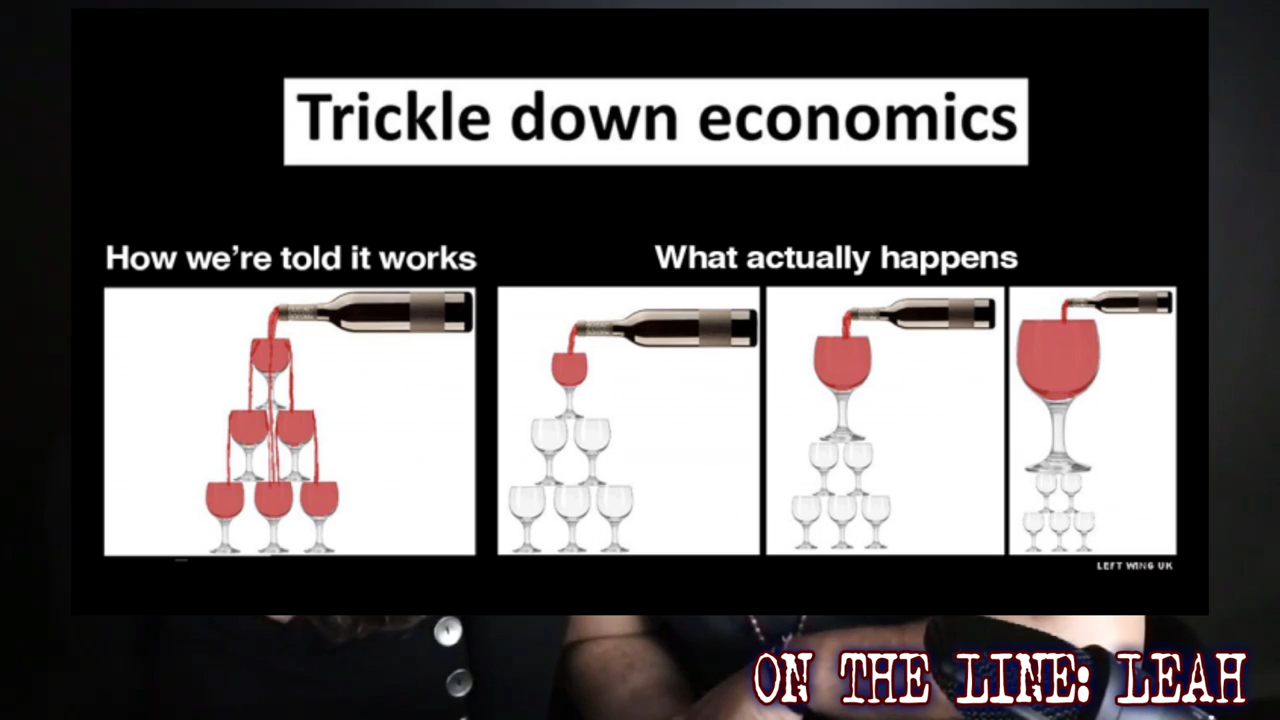 Trickle down economics
How we're told it works
What actually happens
LEFT WING UK
ON THE LINE: LEAH